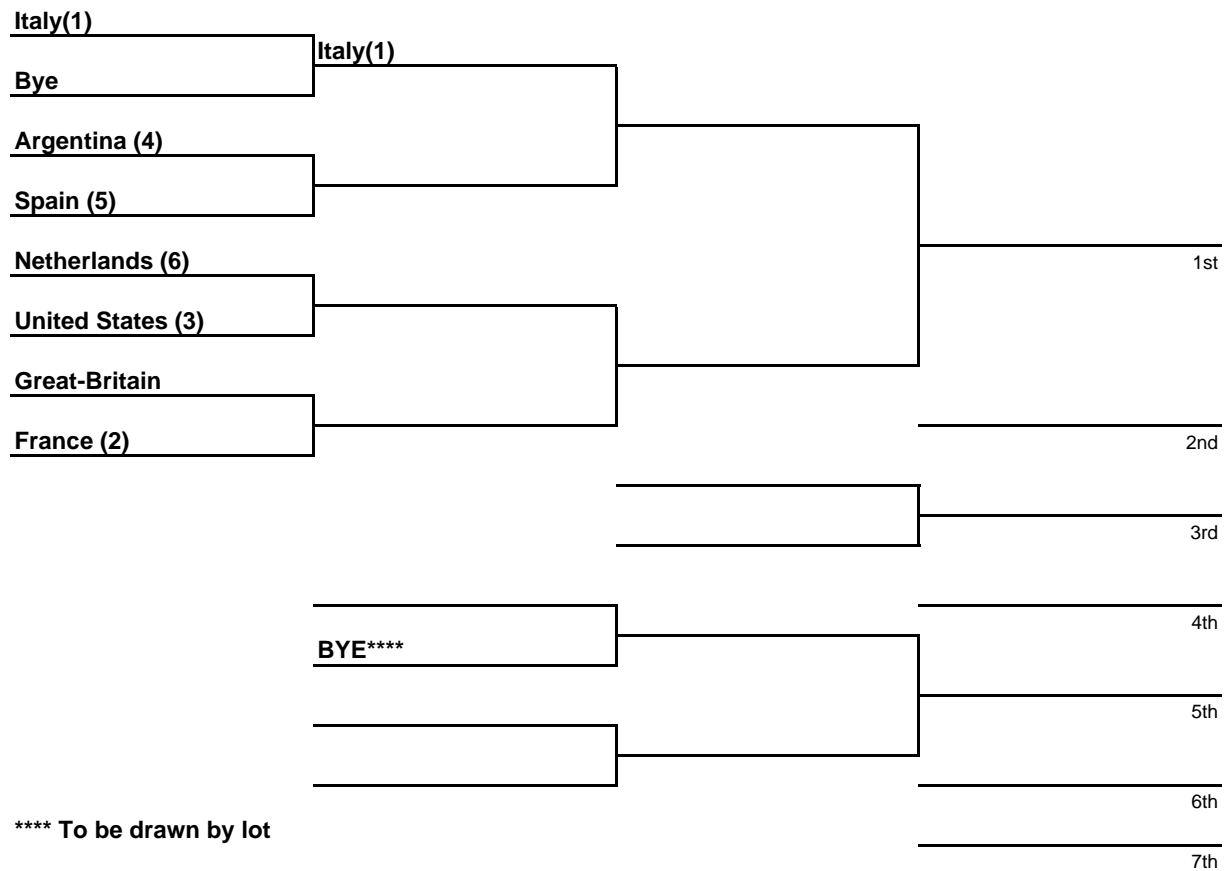 Italy(1)
Italy(1)
Bye
Argentina (4)
Spain (5)
Netherlands (6)
1st
United States (3)
Great-Britain
France (2)
2nd
3rd
4th
BYE****
5th
6th
**** To be drawn by lot
7th